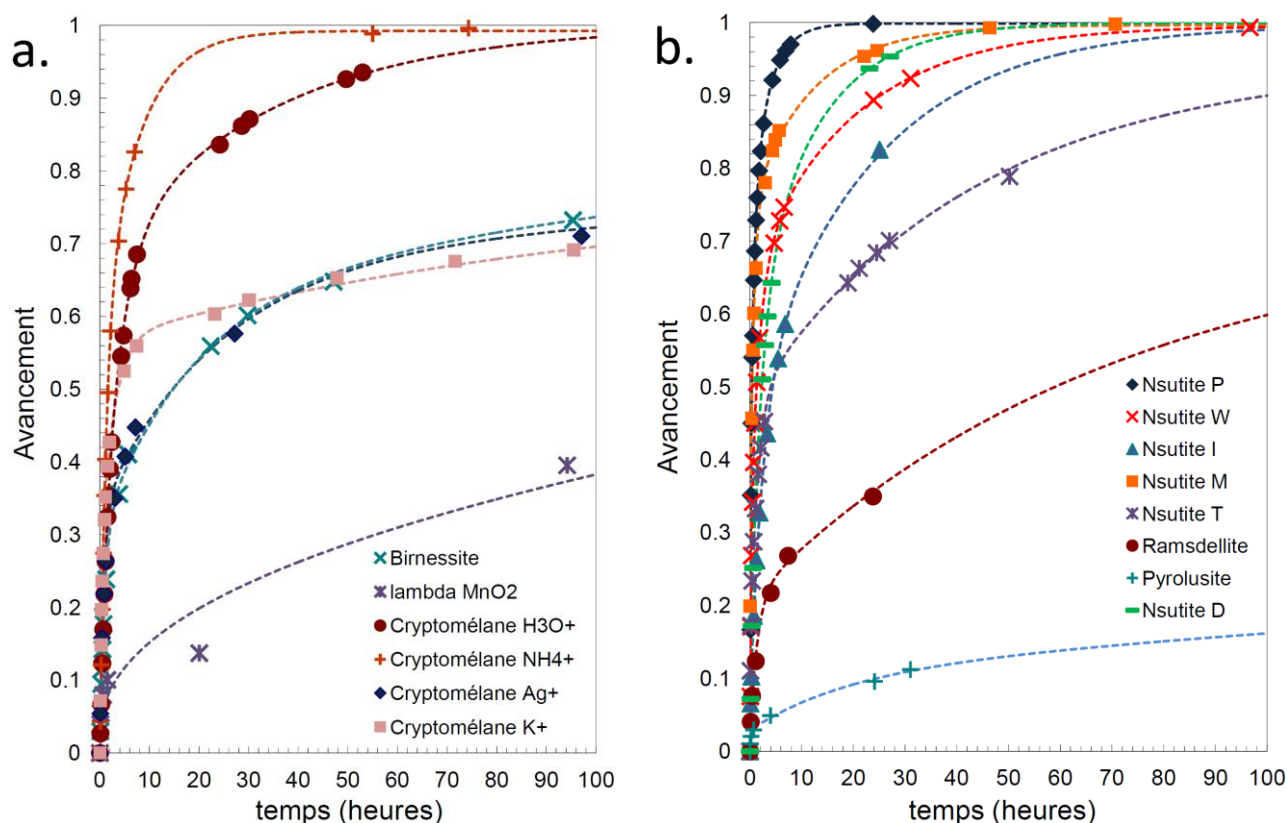 a.
1
0.9
0.8
0.7
0.6
0.5
0.4
0.3
0.2
0.1
0
Avancement
Birnessite
lambda MnO2
Cryptomélane H3O+
Cryptomélane NH4+
Cryptomélane Ag+
Cryptomélane K+
0 10 20 30 40 50 60 70 80 90 100
temps (heures)
b.
1
0.9
0.8
0.7
0.6
0.5
0.4
0.3
0.2
0.1
0
Avancement
Nsutite P
Nsutite W
Nsutite I
Nsutite M
Nsutite T
Ramsdellite
Pyrolusite
Nsutite D
0 10 20 30 40 50 60 70 80 90 100
temps (heures)